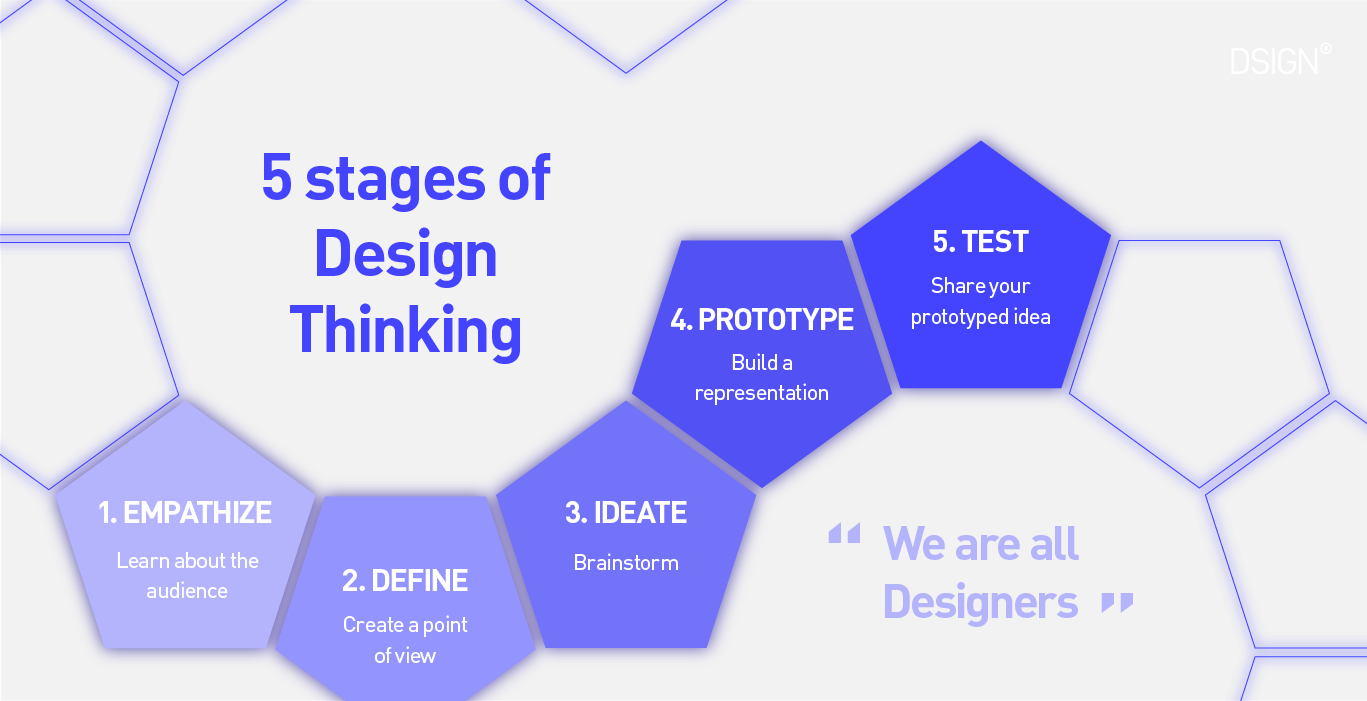 DSIGN®
5 stages of
Design
Thinking
1. EMPATHIZE
Learn about the
audience
2. DEFINE
Create a point
of view
3. IDEATE
Brainstorm
4. PROTOTYPE
Build a
representation
5. TEST
Share your
prototyped idea
" We are all
Designers "